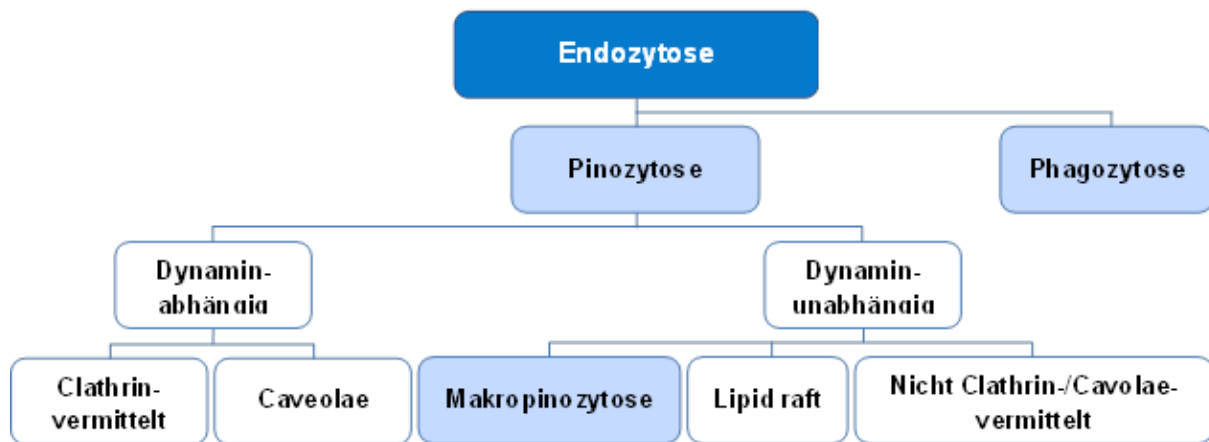 Endozytose
Pinozytose
Phagozytose
Dynamin-
abhängig
Dynamin-
unabhängig
Clathrin-
vermittelt
Caveolae
Makropinozytose
Lipid raft
Nicht Clathrin-/Cavolae-
vermittelt